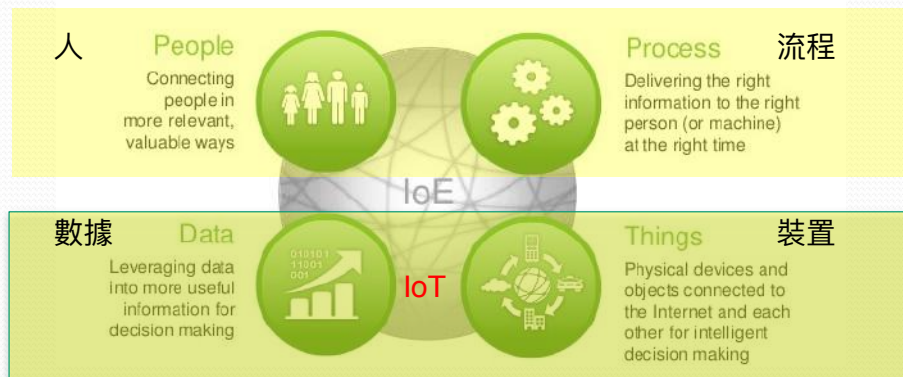 人
People
Connecting
people in
more relevant,
valuable ways
Process
流程
Delivering the right
information to the right
person (or machine)
at the right time
IoE
數據
Data
Leveraging data
into more useful
information for
decision making
010101
11001
001
IoT
Things
裝置
Physical devices and
objects connected to
the Internet and each
other for intelligent
decision making